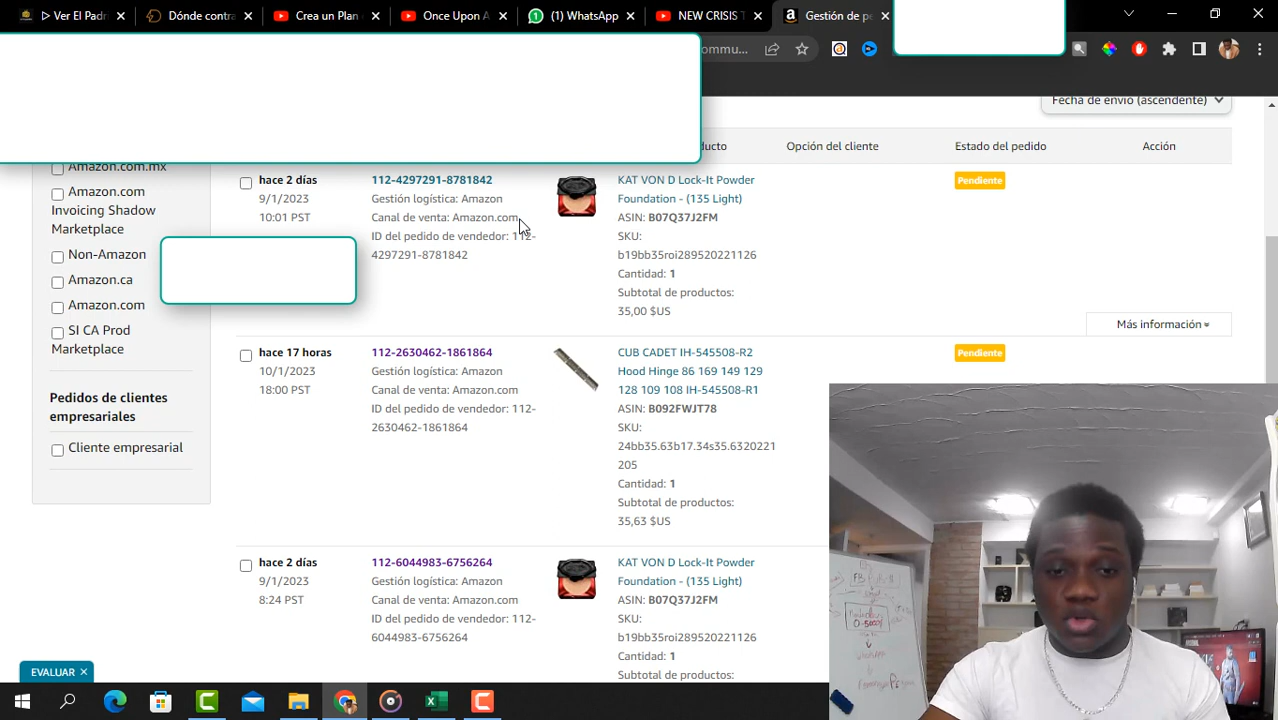 Ver El Padri
Dónde contra
Crea un Plan
Once Upon A
(1) WhatsApp
NEW CRISIS T
Gestión de pe
ommu...
Fecha de envío (ascendente)
ducto
Opción del cliente
Estado del pedido
Acción
Amazon.com.mx
Amazon.com
Invoicing Shadow
Marketplace
Non-Amazon
Amazon.ca
Amazon.com
SI CA Prod
Marketplace
Pedidos de clientes
empresariales
Cliente empresarial
hace 2 días
9/1/2023
10:01 PST
112-4297291-8781842
Gestión logística: Amazon
Canal de venta: Amazon.com
ID del pedido de vendedor: 112-
4297291-8781842
KAT VON D Lock-It Powder
Foundation - (135 Light)
ASIN: B07Q37J2FM
SKU:
b19bb35roi289520221126
Cantidad: 1
Subtotal de productos:
35,00 $US
Pendiente
Más información
hace 17 horas
10/1/2023
18:00 PST
112-2630462-1861864
Gestión logística: Amazon
Canal de venta: Amazon.com
ID del pedido de vendedor: 112-
2630462-1861864
CUB CADET IH-545508-R2
Hood Hinge 86 169 149 129
128 109 108 IH-545508-R1
ASIN: B092FWJT78
SKU:
24bb35.63b17.34s35.6320221
205
Cantidad: 1
Subtotal de productos:
35,63 $US
Pendiente
hace 2 días
9/1/2023
8:24 PST
112-6044983-6756264
Gestión logística: Amazon
Canal de venta: Amazon.com
ID del pedido de vendedor: 112-
6044983-6756264
KAT VON D Lock-It Powder
Foundation - (135 Light)
ASIN: B07Q37J2FM
SKU:
b19bb35roi289520221126
Cantidad: 1
Subtotal de productos:
EVALUAR